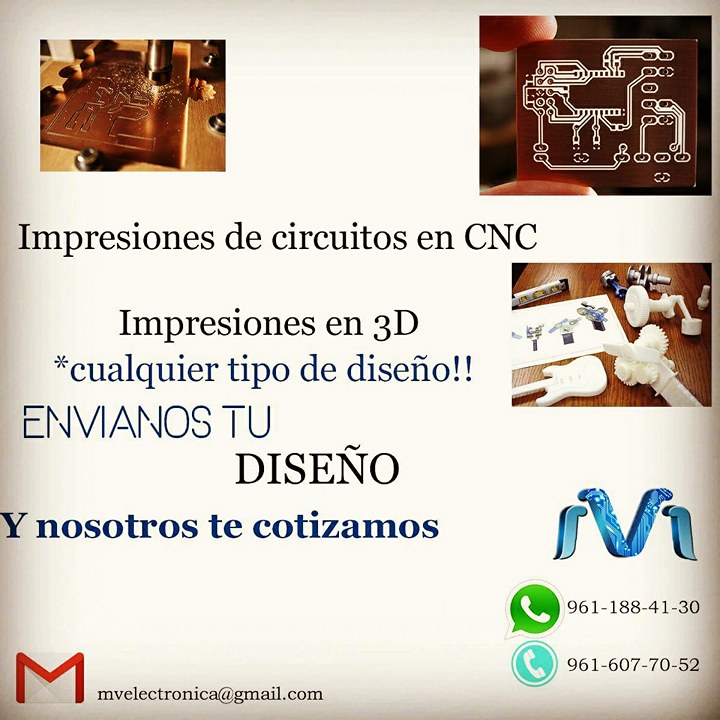 Impresiones de circuitos en CNC
Impresiones en 3D
*cualquier tipo de diseño!!
ENVIANOS TU
DISEÑO
Y nosotros te cotizamos
961-188-41-30
961-607-70-52
mvelectronica@gmail.com